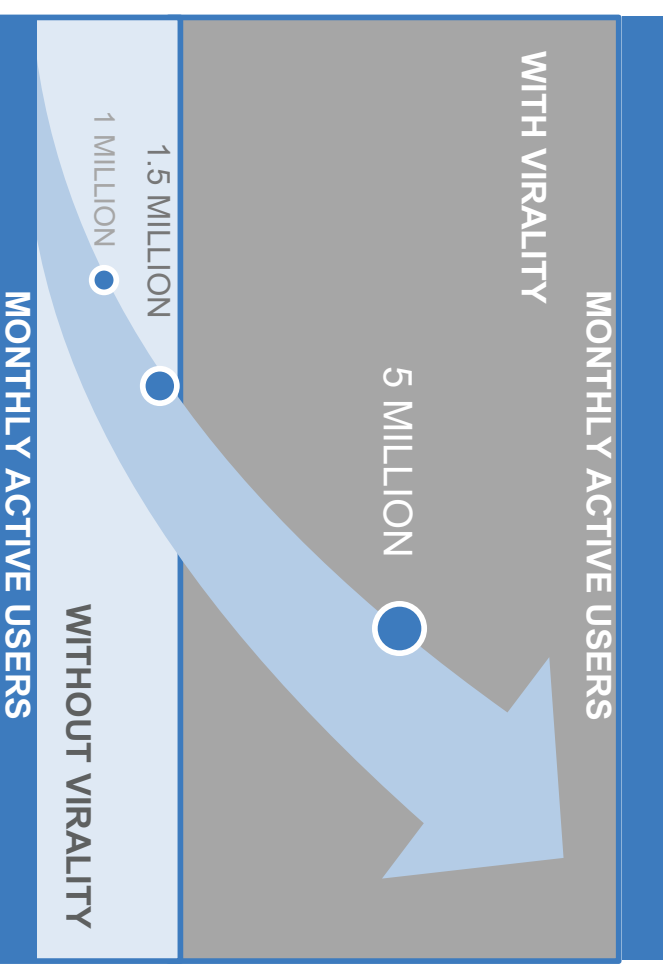 MONTHLY ACTIVE USERS
WITH VIRALITY
5 MILLION
1.5 MILLION
1 MILLION
WITHOUT VIRALITY
MONTHLY ACTIVE USERS